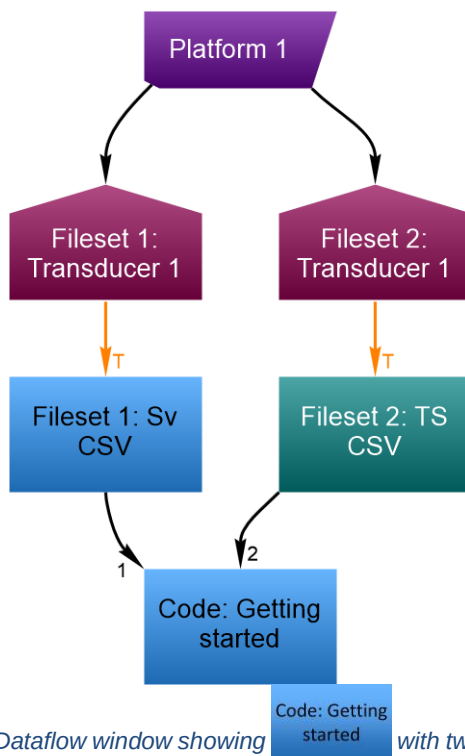 Platform 1
Fileset 1:
Transducer 1
Fileset 2:
Transducer 1
T
T
Fileset 1: Sv
CSV
Fileset 2: TS
CSV
1
2
Code: Getting
started
Code: Getting
started
Dataflow window showing with tw